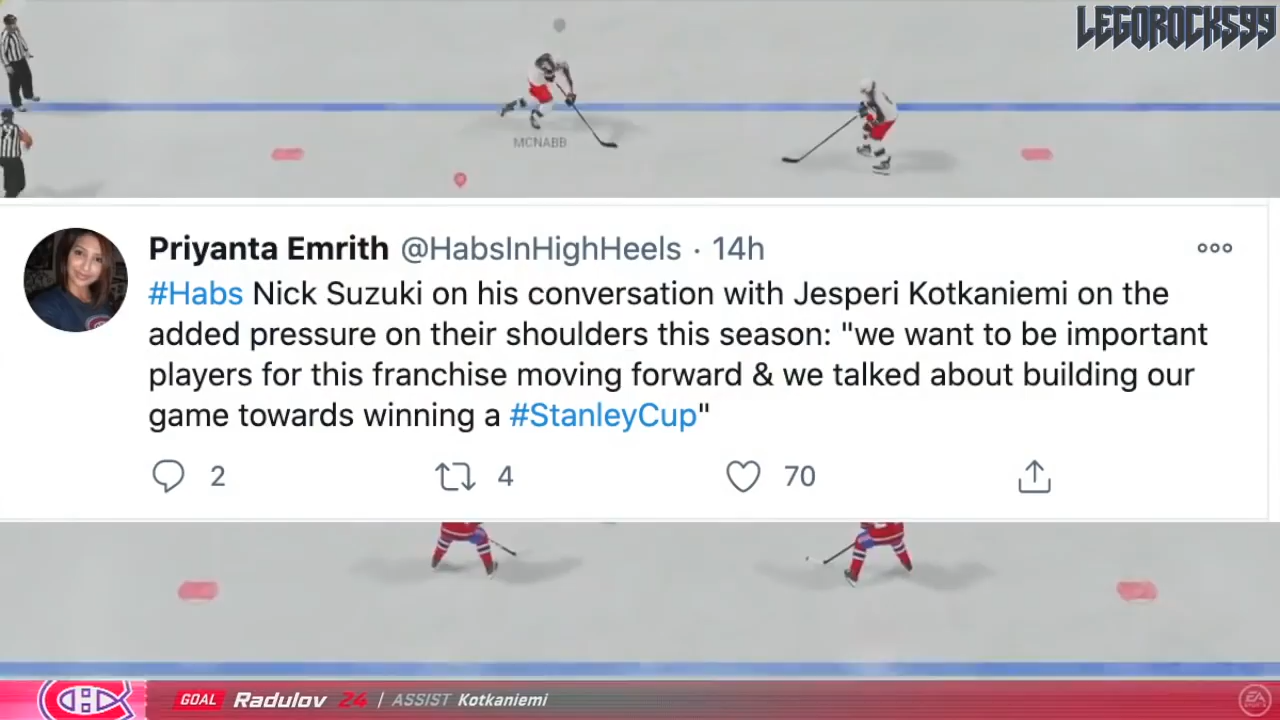 LEGOROCKS99
MCNABB
Priyanta Emrith @HabsInHighHeels · 14h
#Habs Nick Suzuki on his conversation with Jesperi Kotkaniemi on the
added pressure on their shoulders this season: "we want to be important
players for this franchise moving forward & we talked about building our
game towards winning a #StanleyCup"
2 4 70
GOAL Radulov 24 / ASSIST Kotkaniemi
EA